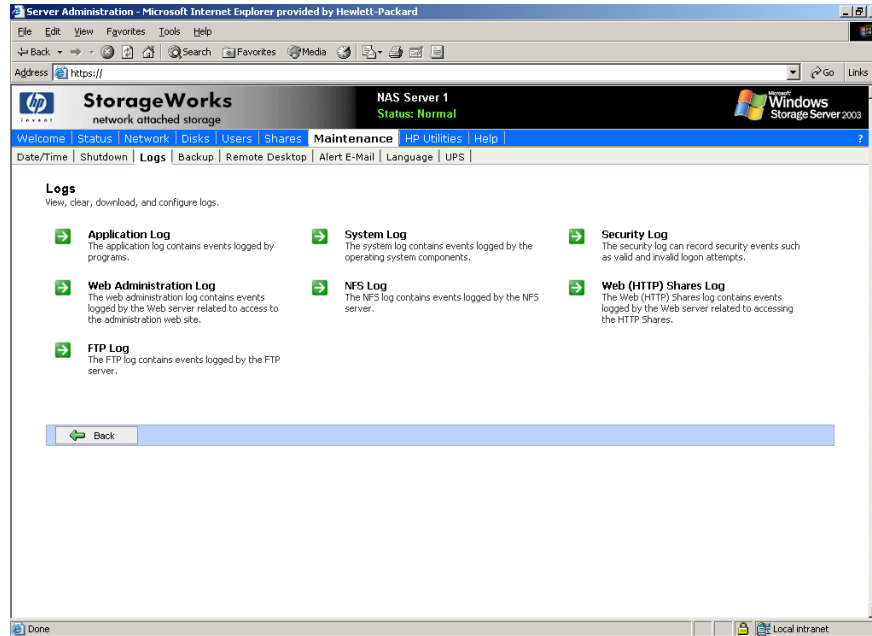 Server Administration - Microsoft Internet Explorer provided by Hewlett-Packard
File Edit View Favorites Tools Help
Back Search Favorites Media
Address https:// Go Links
hp
invent
StorageWorks
network attached storage
NAS Server 1
Status: Normal
Microsoft
Windows
Storage Server 2003
Welcome | Status | Network | Disks | Users | Shares | Maintenance | HP Utilities | Help | ?
Date/Time | Shutdown | Logs | Backup | Remote Desktop | Alert E-Mail | Language | UPS |
Logs
View, clear, download, and configure logs.
Application Log
The application log contains events logged by
programs.
System Log
The system log contains events logged by the
operating system components.
Security Log
The security log can record security events such
as valid and invalid logon attempts.
Web Administration Log
The web administration log contains events
logged by the Web server related to access to
the administration web site.
NFS Log
The NFS log contains events logged by the NFS
server.
Web (HTTP) Shares Log
The Web (HTTP) Shares log contains events
logged by the Web server related to accessing
the HTTP Shares.
FTP Log
The FTP log contains events logged by the FTP
server.
Back
Done
Local intranet